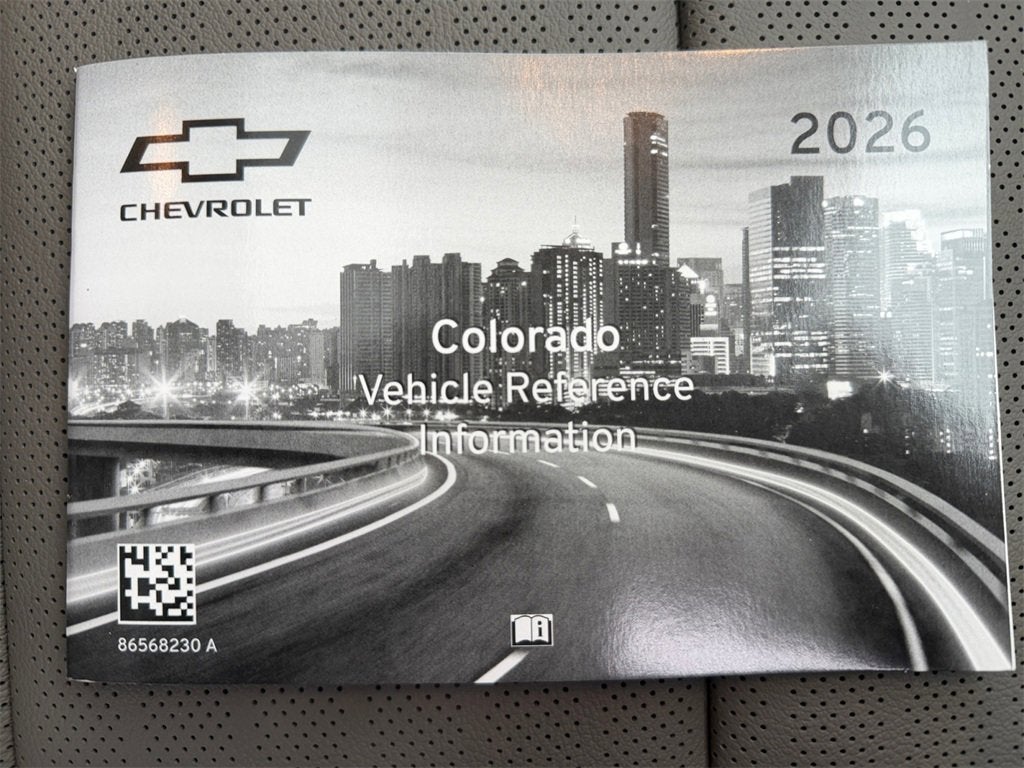 CHEVROLET
2026
Colorado
Vehicle Reference
Information
86568230 A
i